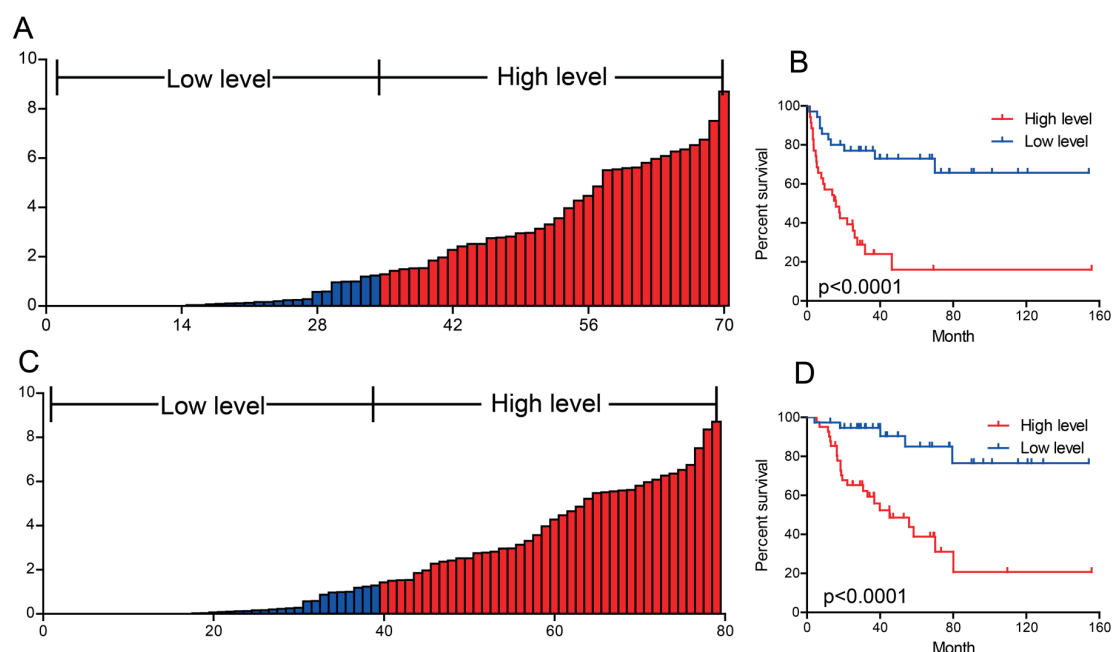 A
10
8
6
4
2
0
Low level
High level
0 14 28 42 56 70
B
100
80
60
40
20
0
Percent survival
High level
Low level
p<0.0001
0 40 80 120 160
Month
C
10
8
6
4
2
0
Low level
High level
0 20 40 60 80
D
100
80
60
40
20
0
Percent survival
High level
Low level
p<0.0001
0 40 80 120 160
Month